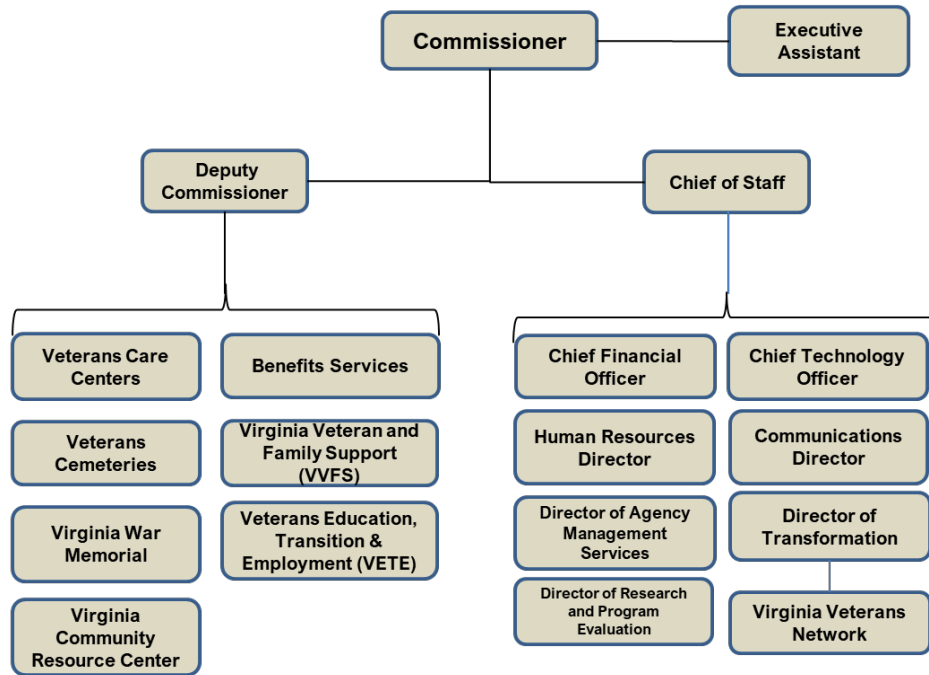 Commissioner
Executive
Assistant
Deputy
Commissioner
Chief of Staff
Veterans Care
Centers
Benefits Services
Veterans
Cemeteries
Virginia Veteran and
Family Support
(VVFS)
Virginia War
Memorial
Veterans Education,
Transition &
Employment (VETE)
Virginia
Community
Resource Center
Chief Financial
Officer
Chief Technology
Officer
Human Resources
Director
Communications
Director
Director of Agency
Management
Services
Director of
Transformation
Director of Research
and Program
Evaluation
Virginia Veterans
Network